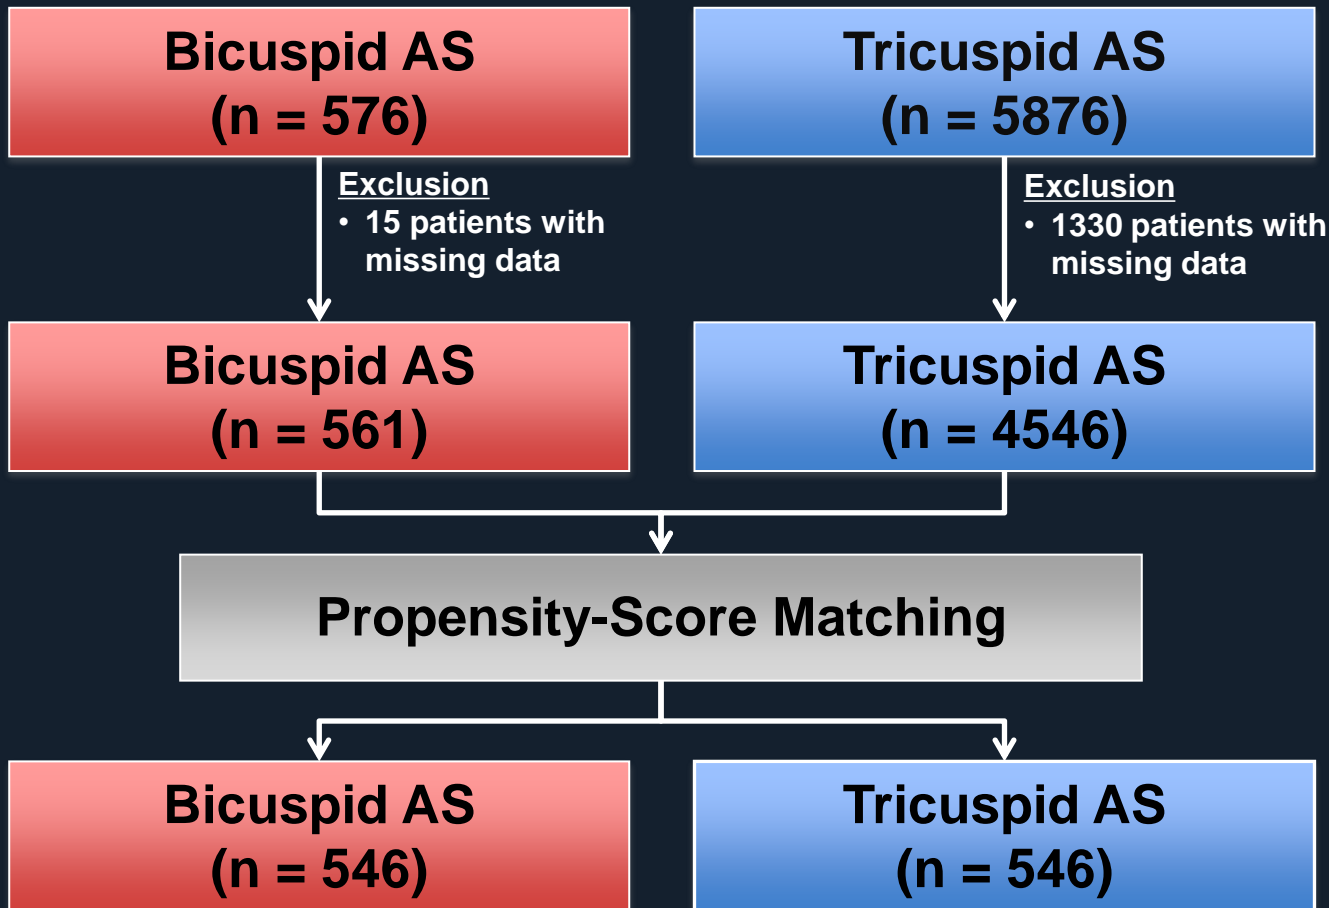 Bicuspid AS
(n = 576)
Tricuspid AS
(n = 5876)
Exclusion
• 15 patients with
missing data
Exclusion
• 1330 patients with
missing data
Bicuspid AS
(n = 561)
Tricuspid AS
(n = 4546)
Propensity-Score Matching
Bicuspid AS
(n = 546)
Tricuspid AS
(n = 546)